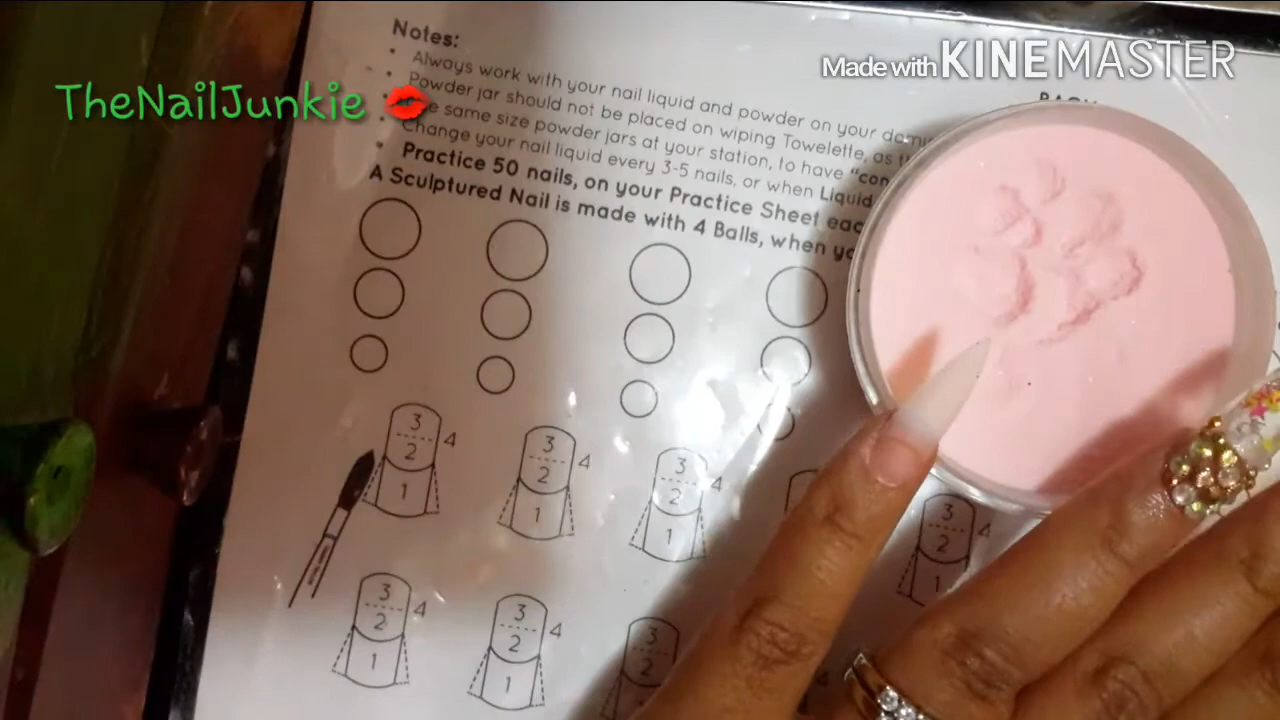 Made with KINEMASTER
TheNailJunkie
Notes:
• Always work with your nail liquid and powder on your
• Powder jar should not be placed on wiping Towelette, as
• same size powder jars at your station, to have
• Change your nail liquid every 3-5 nails, or when Liquid
• Practice 50 nails, on your Practice Sheet
A Sculptured Nail is made with 4 Balls, when
3 3 3
2 4 2 4 2 4
1 1 1
3
2 4
1
3 3 3
2 4 2 4 2
1 1